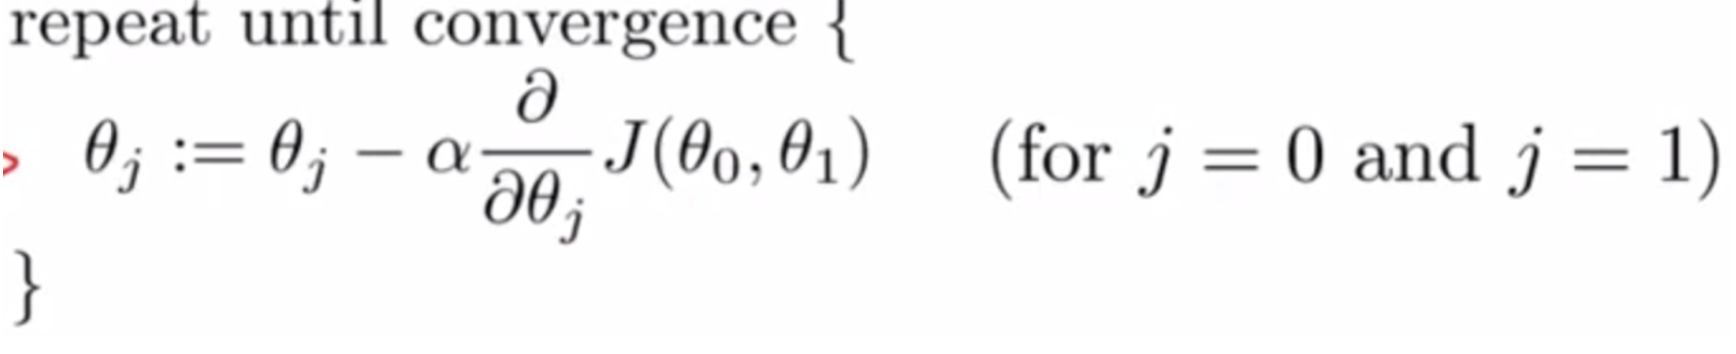 repeat until convergence {
θ_j := θ_j − α ∂/∂θ_j J(θ_0, θ_1) (for j = 0 and j = 1)
}